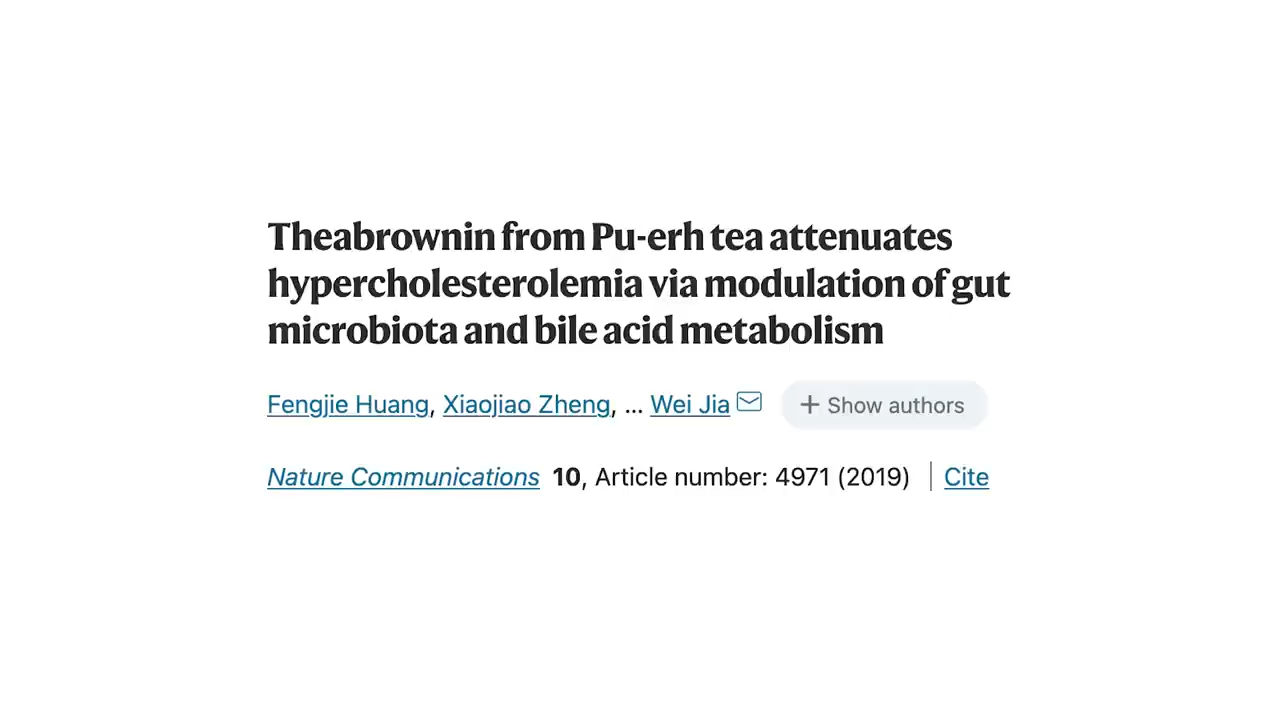 Theabrownin from Pu-erh tea attenuates
hypercholesterolemia via modulation of gut
microbiota and bile acid metabolism
Fengjie Huang, Xiaojiao Zheng, ... Wei Jia + Show authors
Nature Communications 10, Article number: 4971 (2019) | Cite